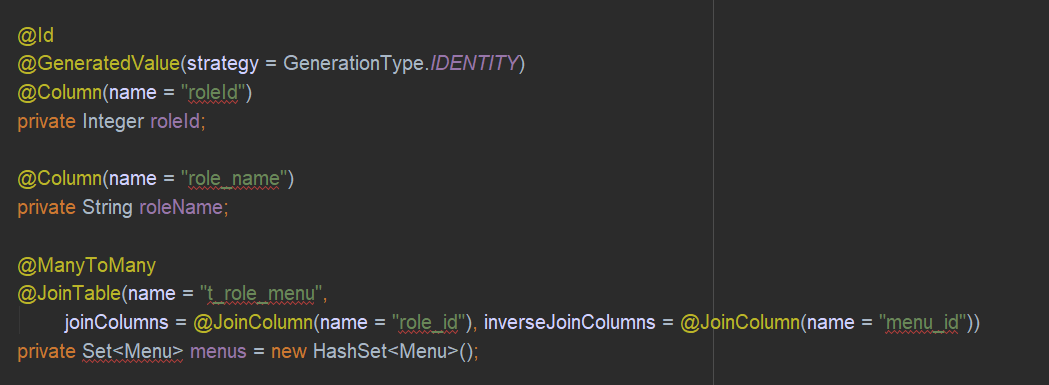 @Id
@GeneratedValue(strategy = GenerationType.IDENTITY)
@Column(name = "roleId")
private Integer roleId;
@Column(name = "role_name")
private String roleName;
@ManyToMany
@JoinTable(name = "t_role_menu",
joinColumns = @JoinColumn(name = "role_id"), inverseJoinColumns = @JoinColumn(name = "menu_id"))
private Set<Menu> menus = new HashSet<Menu>();